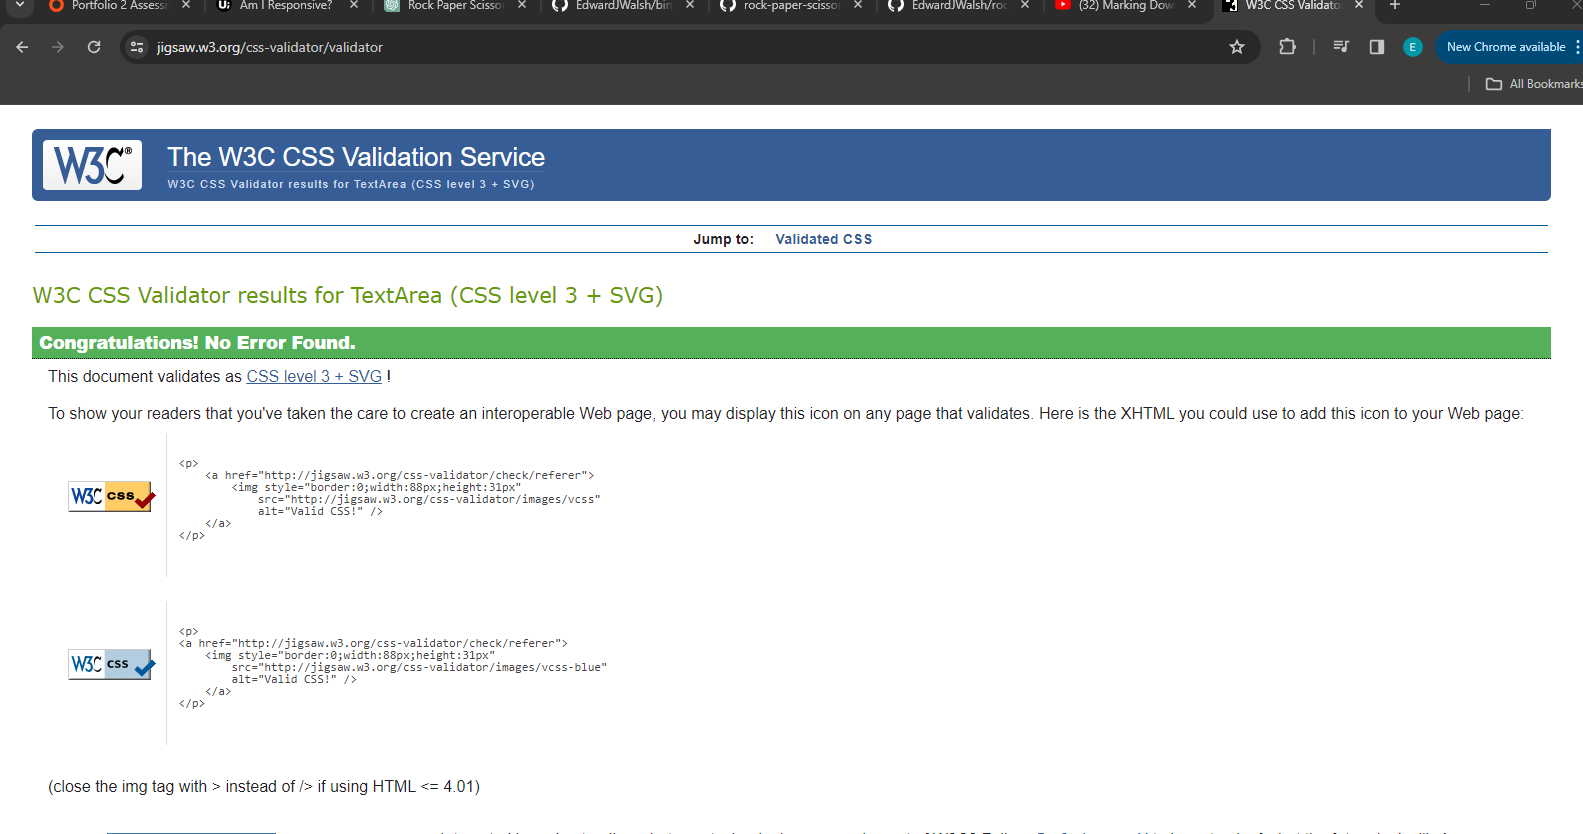 Portfolio 2 Assess
Am I Responsive?
Rock Paper Scissor
EdwardJWalsh/bin
rock-paper-scissor
EdwardJWalsh/roc
(32) Marking Dow
W3C CSS Validato
jigsaw.w3.org/css-validator/validator
E
New Chrome available
All Bookmarks
W3C®
The W3C CSS Validation Service
W3C CSS Validator results for TextArea (CSS level 3 + SVG)
Jump to: Validated CSS
W3C CSS Validator results for TextArea (CSS level 3 + SVG)
Congratulations! No Error Found.
This document validates as CSS level 3 + SVG !
To show your readers that you've taken the care to create an interoperable Web page, you may display this icon on any page that validates. Here is the XHTML you could use to add this icon to your Web page:
W3C css
<p>
<a href="http://jigsaw.w3.org/css-validator/check/referer">
<img style="border:0;width:88px;height:31px"
src="http://jigsaw.w3.org/css-validator/images/vcss"
alt="Valid CSS!" />
</a>
</p>
W3C css
<p>
<a href="http://jigsaw.w3.org/css-validator/check/referer">
<img style="border:0;width:88px;height:31px"
src="http://jigsaw.w3.org/css-validator/images/vcss-blue"
alt="Valid CSS!" />
</a>
</p>
(close the img tag with > instead of /> if using HTML <= 4.01)